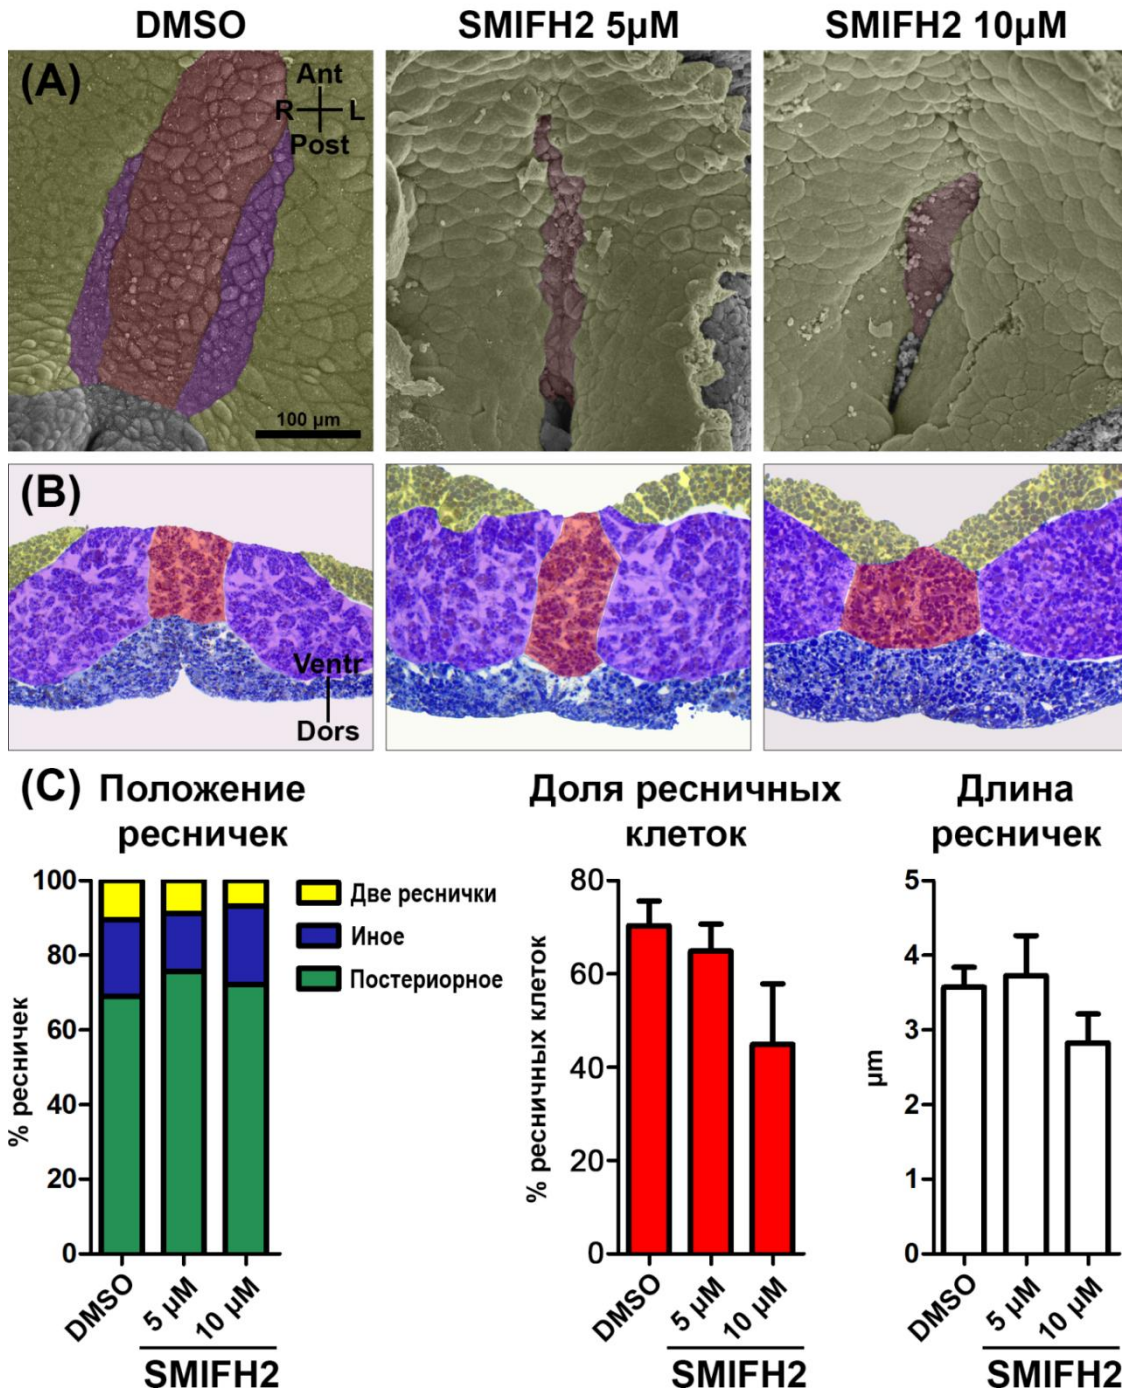 DMSO SMIFH2 5µM SMIFH2 10µM
(A)
Ant
R L
Post
100 µm
(B)
Ventr
Dors
(C) Положение
ресничек
Доля ресничных
клеток
Длина
ресничек
% ресничек
100
80
60
40
20
0
Две реснички
Иное
Постериорное
DMSO
5 µM
10 µM
SMIFH2
% ресничных клеток
80
60
40
20
0
DMSO
5 µM
10 µM
SMIFH2
µm
5
4
3
2
1
0
DMSO
5 µM
10 µM
SMIFH2